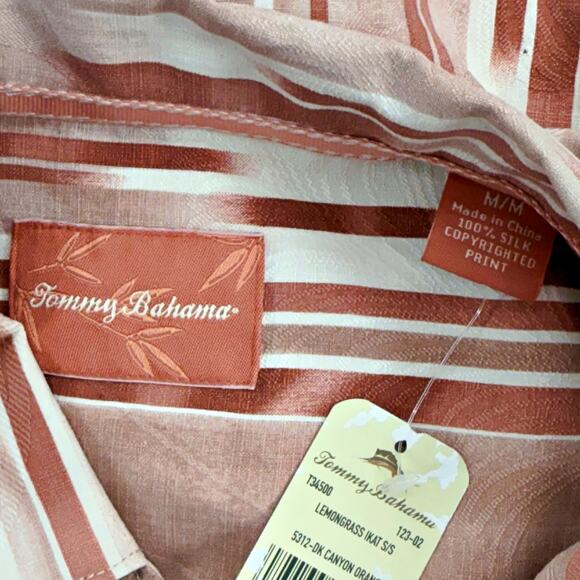 Tommy Bahama®
M/M
Made in China
100% SILK
COPYRIGHTED
PRINT
Tommy Bahama
T34500
123-02
LEMONGRASS IKAT S/S
5312-DK CANYON ORAN